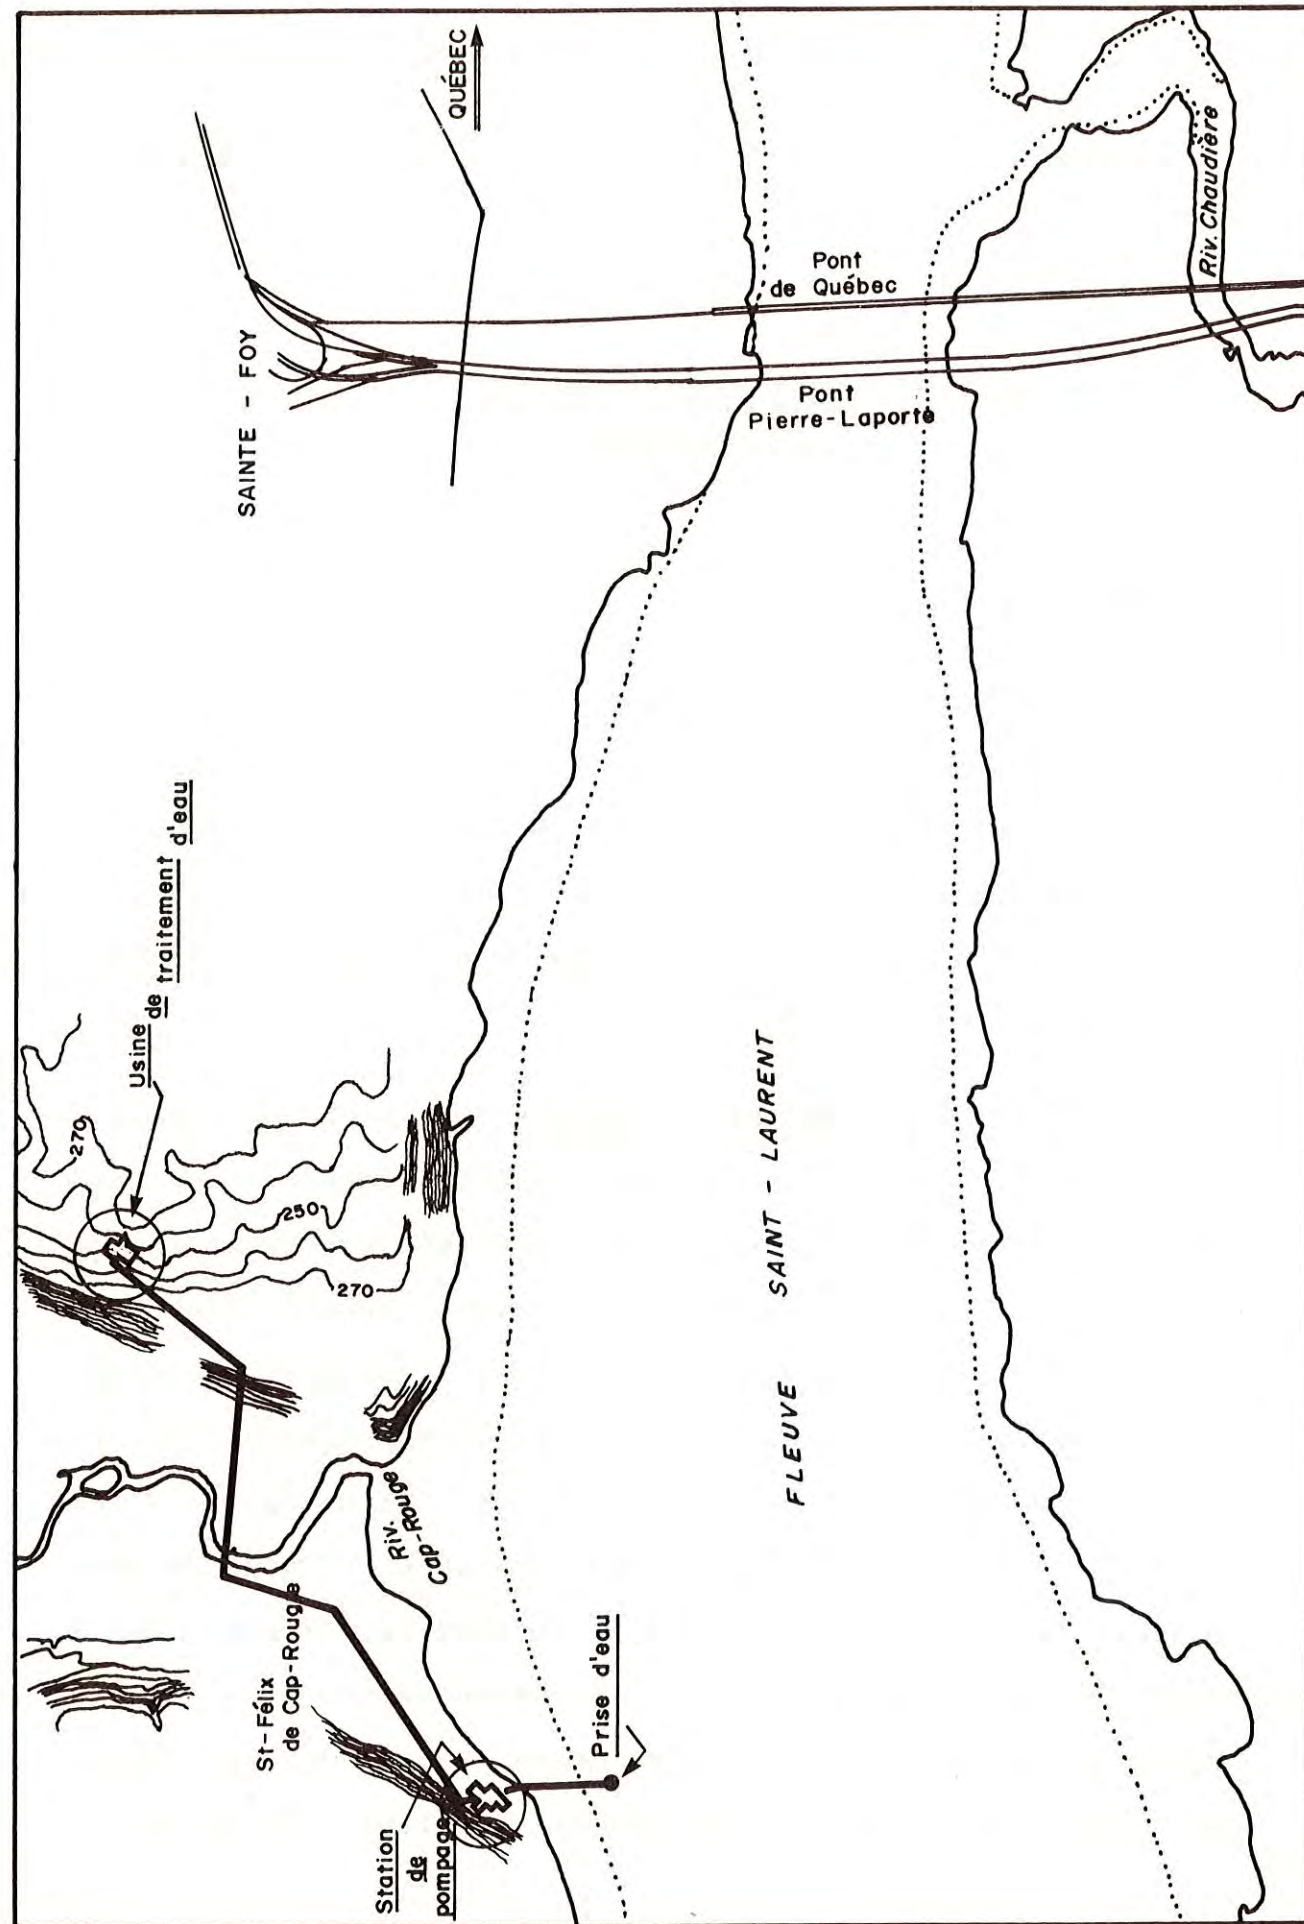 QUÉBEC
SAINTE - FOY
Pont
de Québec
Pont
Pierre-Laporte
Riv. Chaudière
Usine
de
traitement
d'eau
270
250
270
FLEUVE SAINT - LAURENT
Riv.
Cap-Rouge
St-Félix
de Cap-Rouge
Prise d'eau
Station
de
pompage